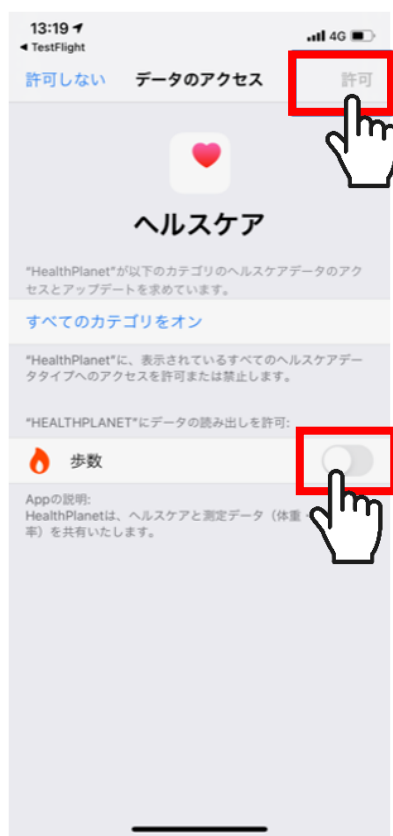 13:19
◀ TestFlight
4G
許可しない
データのアクセス
許可
ヘルスケア
"HealthPlanet"が以下のカテゴリのヘルスケアデータのアク
セスとアップデートを求めています。
すべてのカテゴリをオン
"HealthPlanet"に、表示されているすべてのヘルスケアデー
タタイプへのアクセスを許可または禁止します。
"HEALTHPLANET"にデータの読み出しを許可:
歩数
Appの説明:
HealthPlanetは、ヘルスケアと測定データ（体重・
率）を共有いたします。